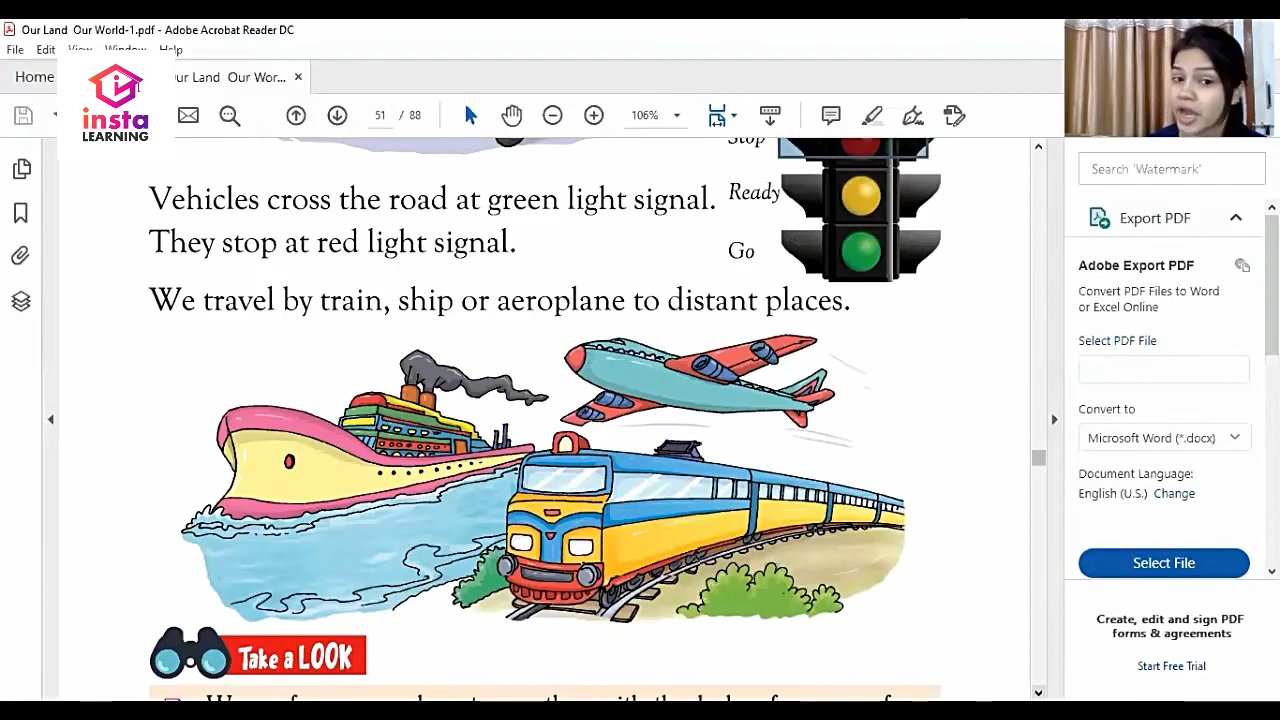 Our Land Our World-1.pdf - Adobe Acrobat Reader DC
File Edit View Window Help
Home
ur Land Our Wor... ×
insta
LEARNING
51 / 88
106%
Stop
Ready
Go
Vehicles cross the road at green light signal.
They stop at red light signal.
We travel by train, ship or aeroplane to distant places.
Take a LOOK
Search 'Watermark'
Export PDF
Adobe Export PDF
Convert PDF Files to Word
or Excel Online
Select PDF File
Convert to
Microsoft Word (*.docx)
Document Language:
English (U.S.) Change
Select File
Create, edit and sign PDF
forms & agreements
Start Free Trial